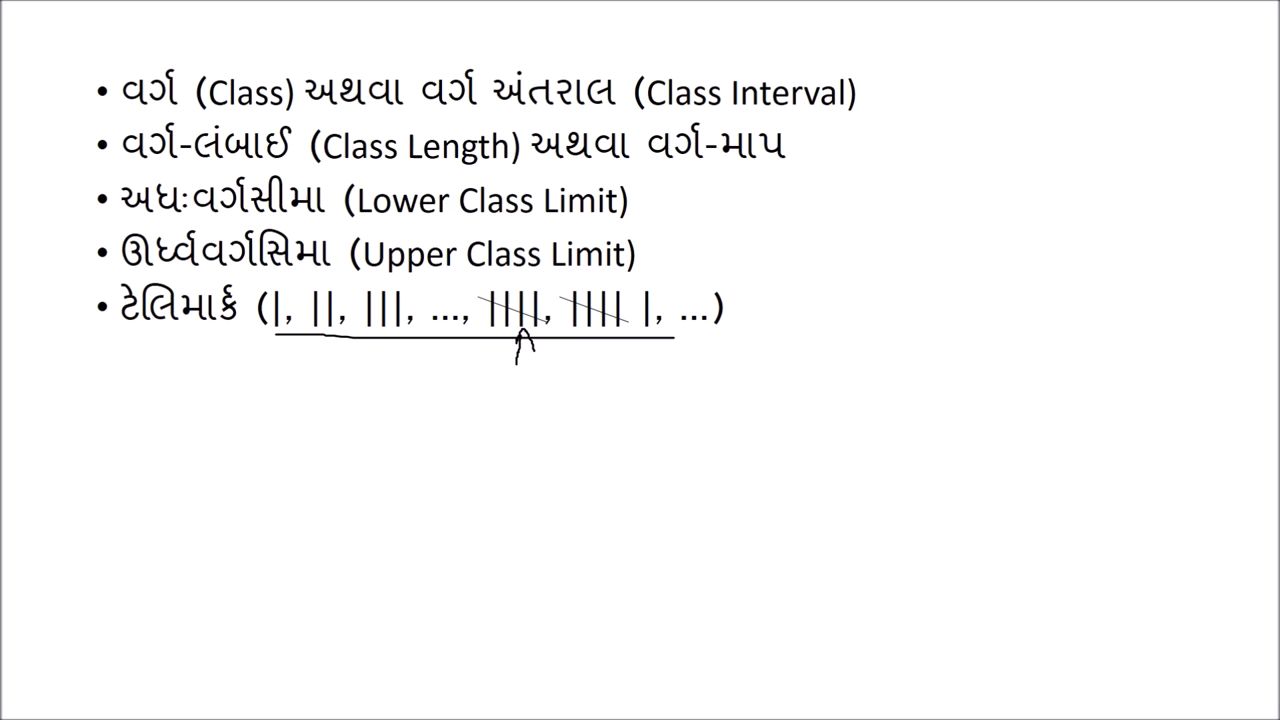 • વર્ગ (Class) અથવા વર્ગ અંતરાલ (Class Interval)
• વર્ગ-લંબાઈ (Class Length) અથવા વર્ગ-માપ
• અધઃવર્ગસીમા (Lower Class Limit)
• ઊર્ધ્વવર્ગસિમા (Upper Class Limit)
• ટેલિમાર્ક (|, ||, |||, ..., ||||, |||| |, ...)